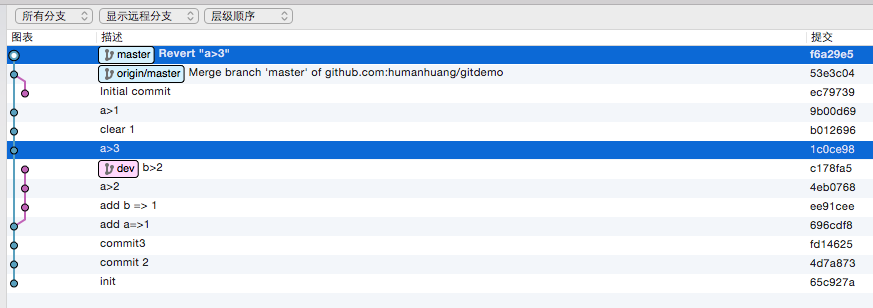 所有分支 显示远程分支 层级顺序
图表 描述 提交
master Revert "a>3" f6a29e5
origin/master Merge branch 'master' of github.com:humanhuang/gitdemo 53e3c04
Initial commit ec79739
a>1 9b00d69
clear 1 b012696
a>3 1c0ce98
dev b>2 c178fa5
a>2 4eb0768
add b => 1 ee91cee
add a=>1 696cdf8
commit3 fd14625
commit 2 4d7a873
init 65c927a